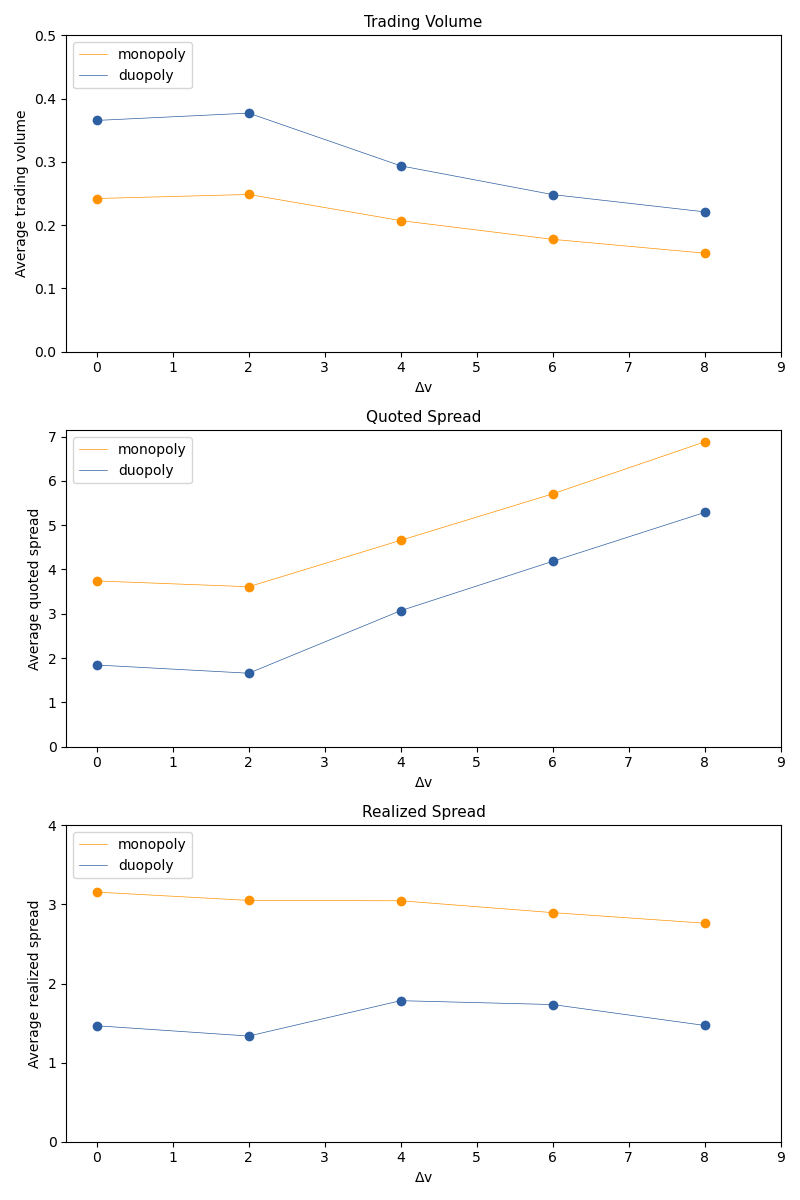 Trading Volume
0.5
0.4
0.3
0.2
0.1
0.0
Average trading volume
monopoly
duopoly
0 1 2 3 4 5 6 7 8 9
Δv
Quoted Spread
7
6
5
4
3
2
1
0
Average quoted spread
monopoly
duopoly
0 1 2 3 4 5 6 7 8 9
Δv
Realized Spread
4
3
2
1
0
Average realized spread
monopoly
duopoly
0 1 2 3 4 5 6 7 8 9
Δv